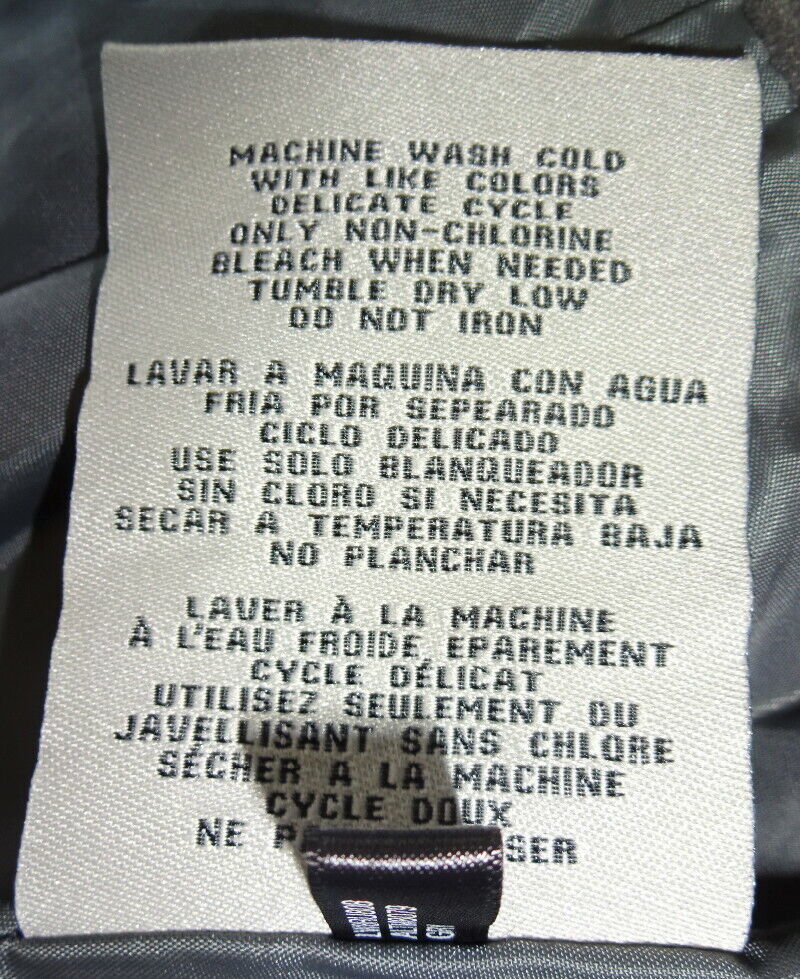 MACHINE WASH COLD
WITH LIKE COLORS
DELICATE CYCLE
ONLY NON-CHLORINE
BLEACH WHEN NEEDED
TUMBLE DRY LOW
DO NOT IRON
LAVAR A MAQUINA CON AGUA
FRIA POR SEPEARADO
CICLO DELICADO
USE SOLO BLANQUEADOR
SIN CLORO SI NECESITA
SECAR A TEMPERATURA BAJA
NO PLANCHAR
LAVER À LA MACHINE
À L'EAU FROIDE EPAREMENT
CYCLE DÉLICAT
UTILISEZ SEULEMENT DU
JAVELLISANT SANS CHLORE
SÉCHER A LA MACHINE
CYCLE DOUX
NE